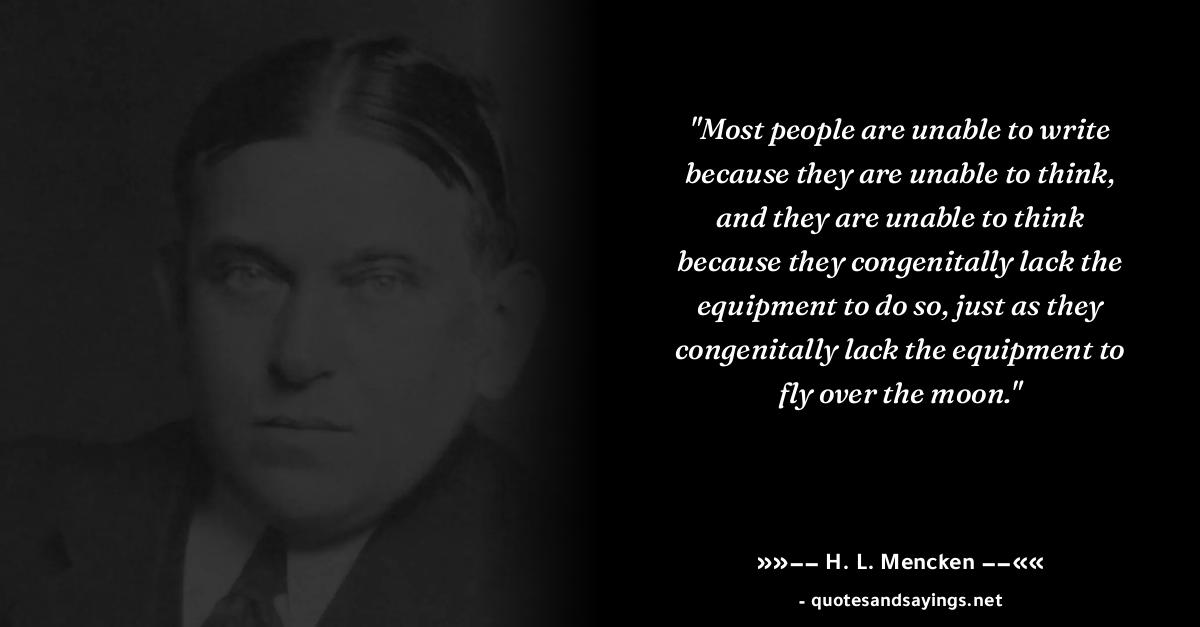 "Most people are unable to write
because they are unable to think,
and they are unable to think
because they congenitally lack the
equipment to do so, just as they
congenitally lack the equipment to
fly over the moon."
»»–– H. L. Mencken ––««
- quotesandsayings.net